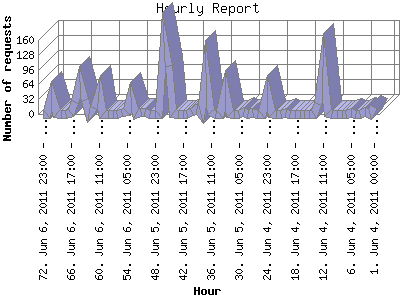 Hourly Report
Number of requests
160
128
96
64
32
0
72. Jun 6, 2011 23:00 - ...
66. Jun 6, 2011 17:00 - ...
60. Jun 6, 2011 11:00 - ...
54. Jun 6, 2011 05:00 - ...
48. Jun 5, 2011 23:00 - ...
42. Jun 5, 2011 17:00 - ...
36. Jun 5, 2011 11:00 - ...
30. Jun 5, 2011 05:00 - ...
24. Jun 4, 2011 23:00 - ...
18. Jun 4, 2011 17:00 - ...
12. Jun 4, 2011 11:00 - ...
6. Jun 4, 2011 05:00 - ...
1. Jun 4, 2011 00:00 - ...
Hour